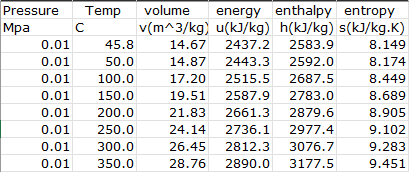 Pressure Temp volume energy enthalpy entropy
Mpa C v(m^3/kg) u(kJ/kg) h(kJ/kg) s(kJ/kg.K)
0.01 45.8 14.67 2437.2 2583.9 8.149
0.01 50.0 14.87 2443.3 2592.0 8.174
0.01 100.0 17.20 2515.5 2687.5 8.449
0.01 150.0 19.51 2587.9 2783.0 8.689
0.01 200.0 21.83 2661.3 2879.6 8.905
0.01 250.0 24.14 2736.1 2977.4 9.102
0.01 300.0 26.45 2812.3 3076.7 9.283
0.01 350.0 28.76 2890.0 3177.5 9.451